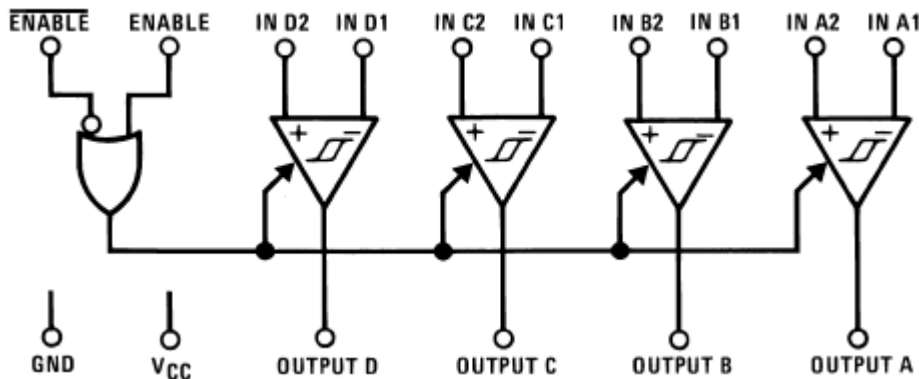 ENABLE ENABLE IN D2 IN D1 IN C2 IN C1 IN B2 IN B1 IN A2 IN A1
+ − + − + − + −
GND VCC OUTPUT D OUTPUT C OUTPUT B OUTPUT A